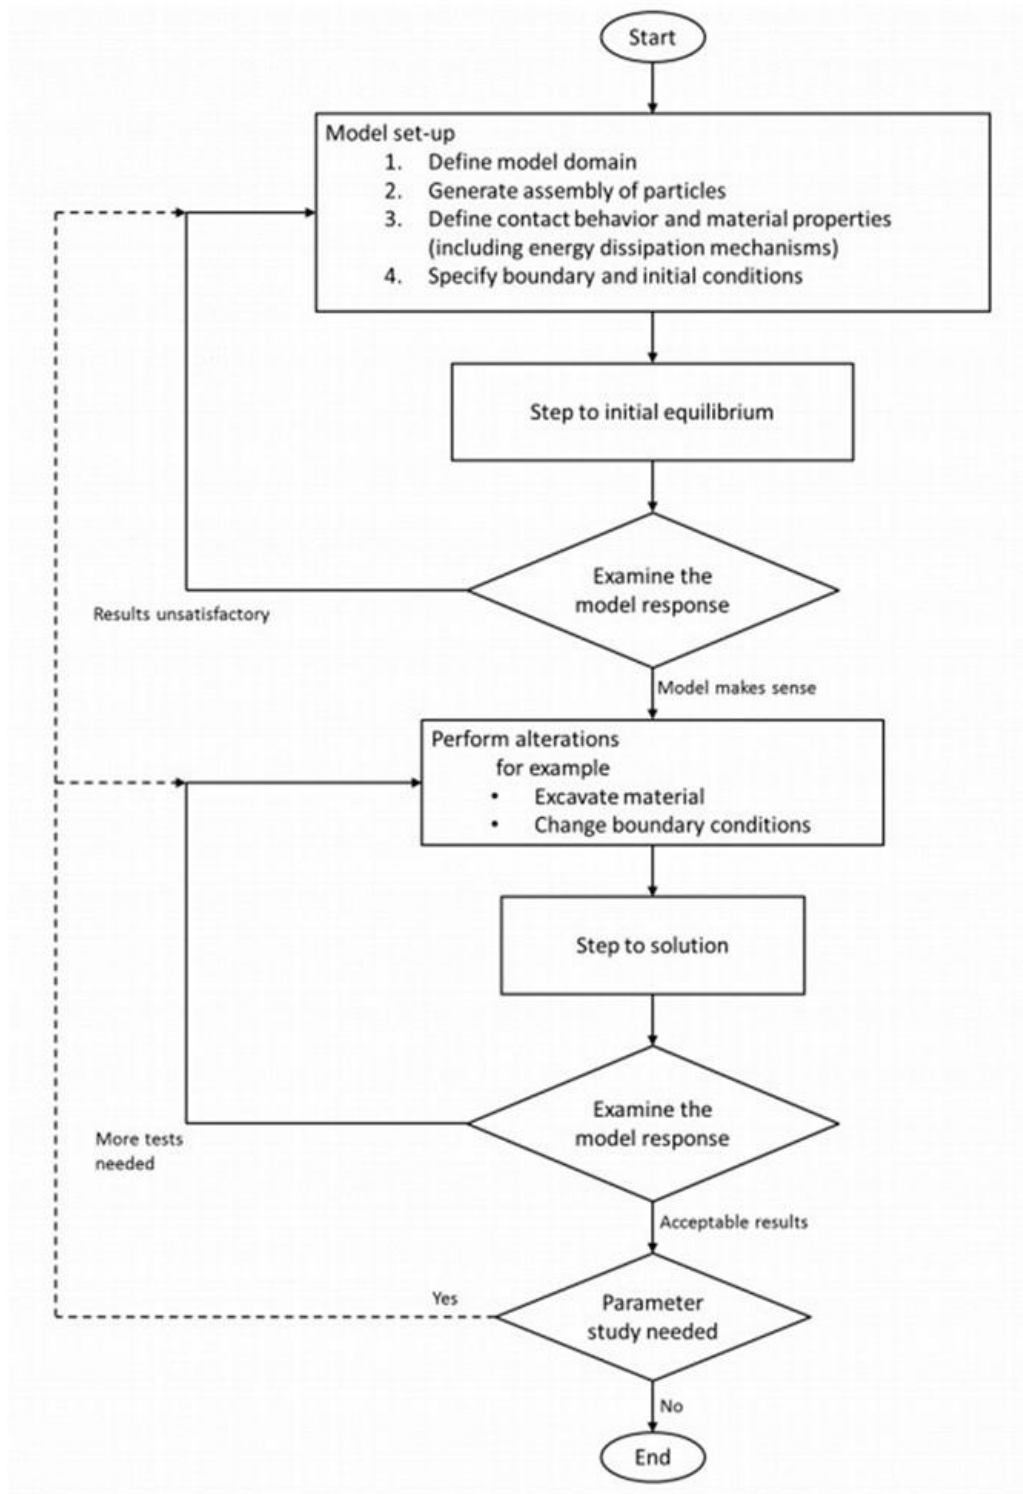 Start
Model set-up
1. Define model domain
2. Generate assembly of particles
3. Define contact behavior and material properties
(including energy dissipation mechanisms)
4. Specify boundary and initial conditions
Step to initial equilibrium
Examine the
model response
Results unsatisfactory
Model makes sense
Perform alterations
for example
• Excavate material
• Change boundary conditions
Step to solution
Examine the
model response
More tests
needed
Acceptable results
Yes
Parameter
study needed
No
End